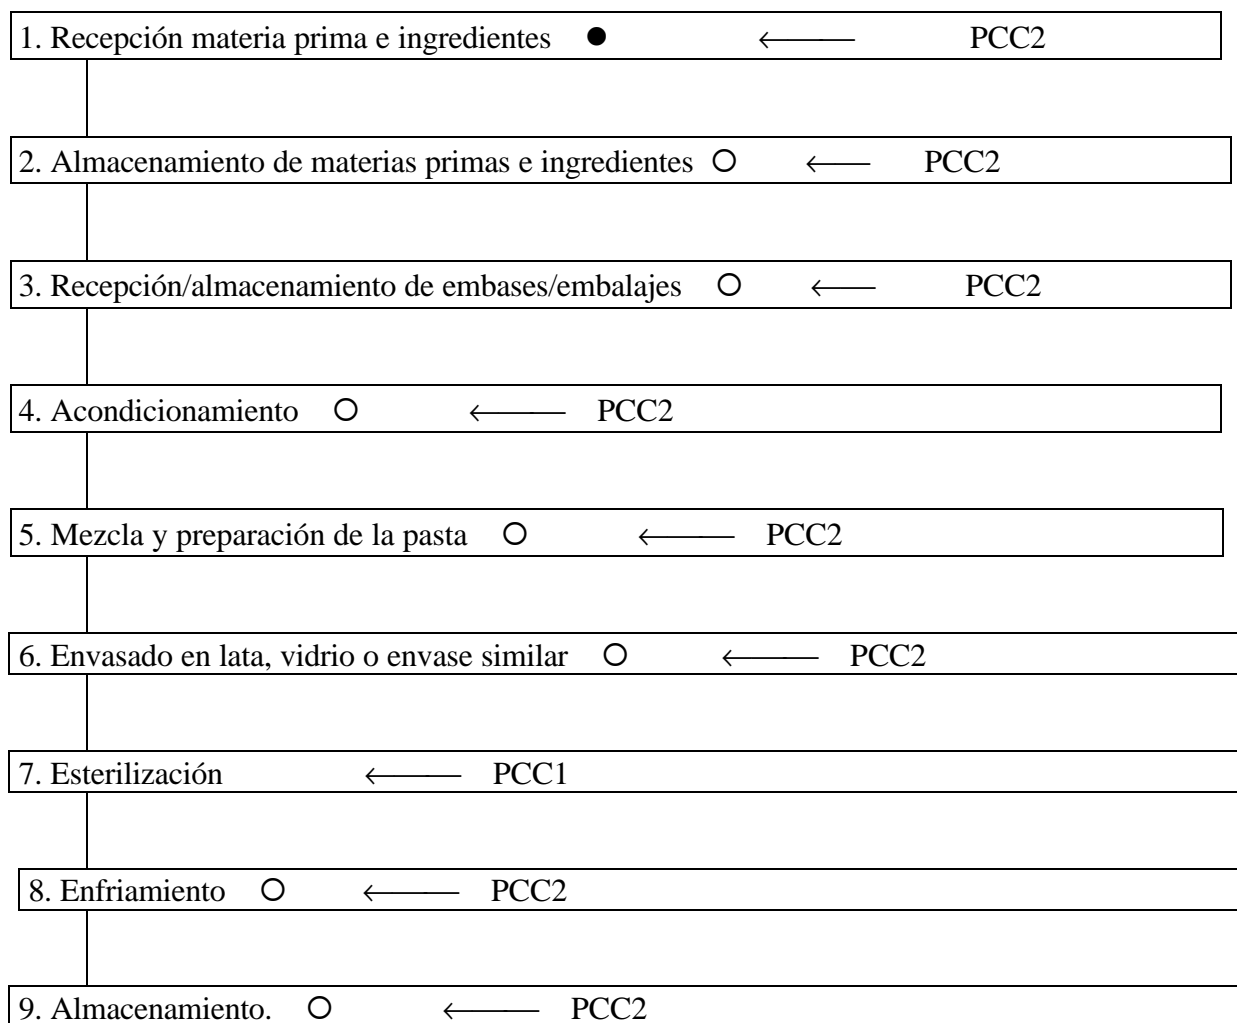 1. Recepción materia prima e ingredientes ● ← PCC2
2. Almacenamiento de materias primas e ingredientes ○ ← PCC2
3. Recepción/almacenamiento de embases/embalajes ○ ← PCC2
4. Acondicionamiento ○ ← PCC2
5. Mezcla y preparación de la pasta ○ ← PCC2
6. Envasado en lata, vidrio o envase similar ○ ← PCC2
7. Esterilización ← PCC1
8. Enfriamiento ○ ← PCC2
9. Almacenamiento. ○ ← PCC2